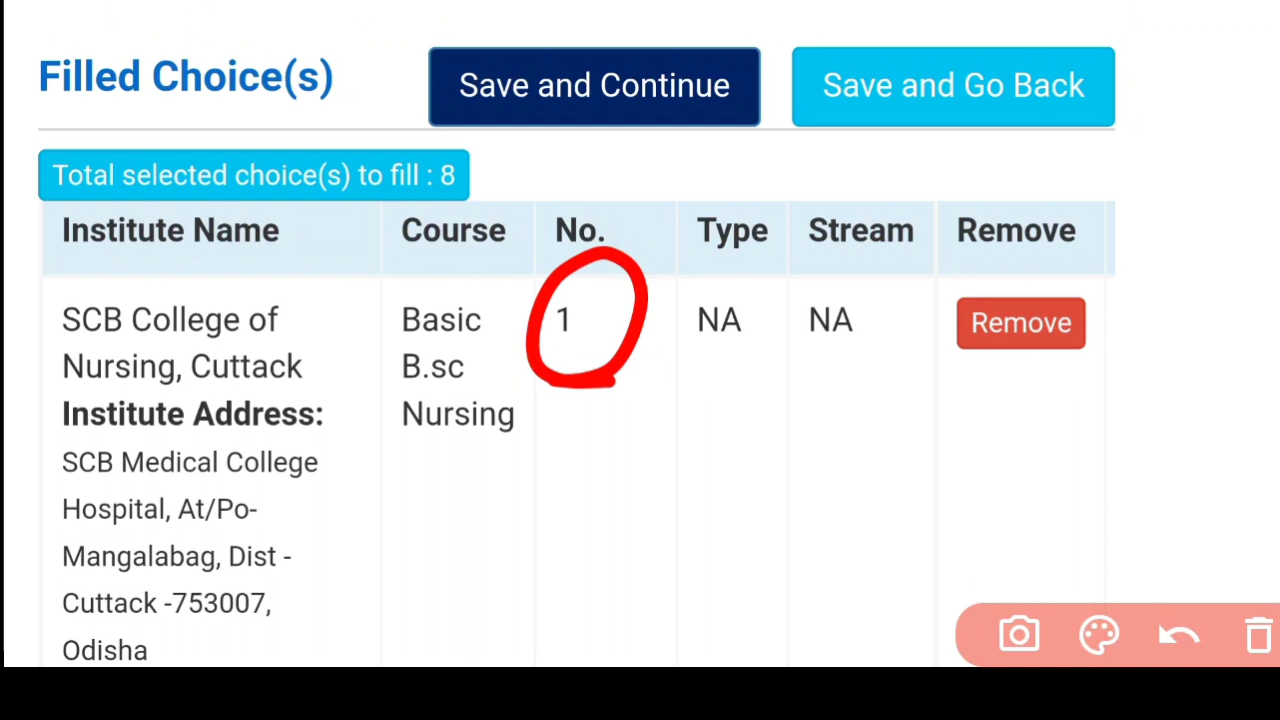 Filled Choice(s)
Save and Continue
Save and Go Back
Total selected choice(s) to fill : 8
Institute Name Course No. Type Stream Remove
SCB College of
Nursing, Cuttack
Institute Address:
SCB Medical College
Hospital, At/Po-
Mangalabag, Dist -
Cuttack -753007,
Odisha
Basic
B.sc
Nursing
1
NA
NA
Remove